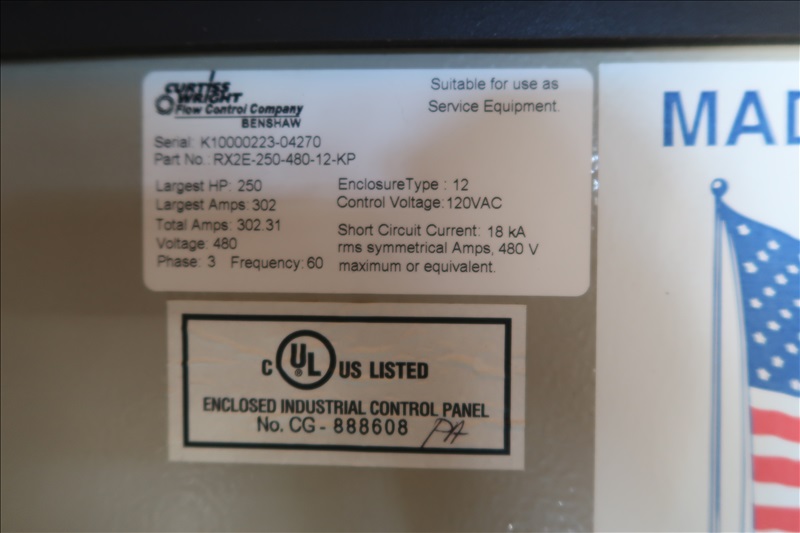 CURTISS
WRIGHT
Flow Control Company
BENSHAW
Suitable for use as
Service Equipment.
Serial: K10000223-04270
Part No.: RX2E-250-480-12-KP
Largest HP: 250
Largest Amps: 302
Total Amps: 302.31
Voltage: 480
Phase: 3 Frequency: 60
EnclosureType : 12
Control Voltage: 120VAC
Short Circuit Current: 18 kA
rms symmetrical Amps, 480 V
maximum or equivalent.
MAD
C UL ® US LISTED
ENCLOSED INDUSTRIAL CONTROL PANEL
No. CG - 888608 PA